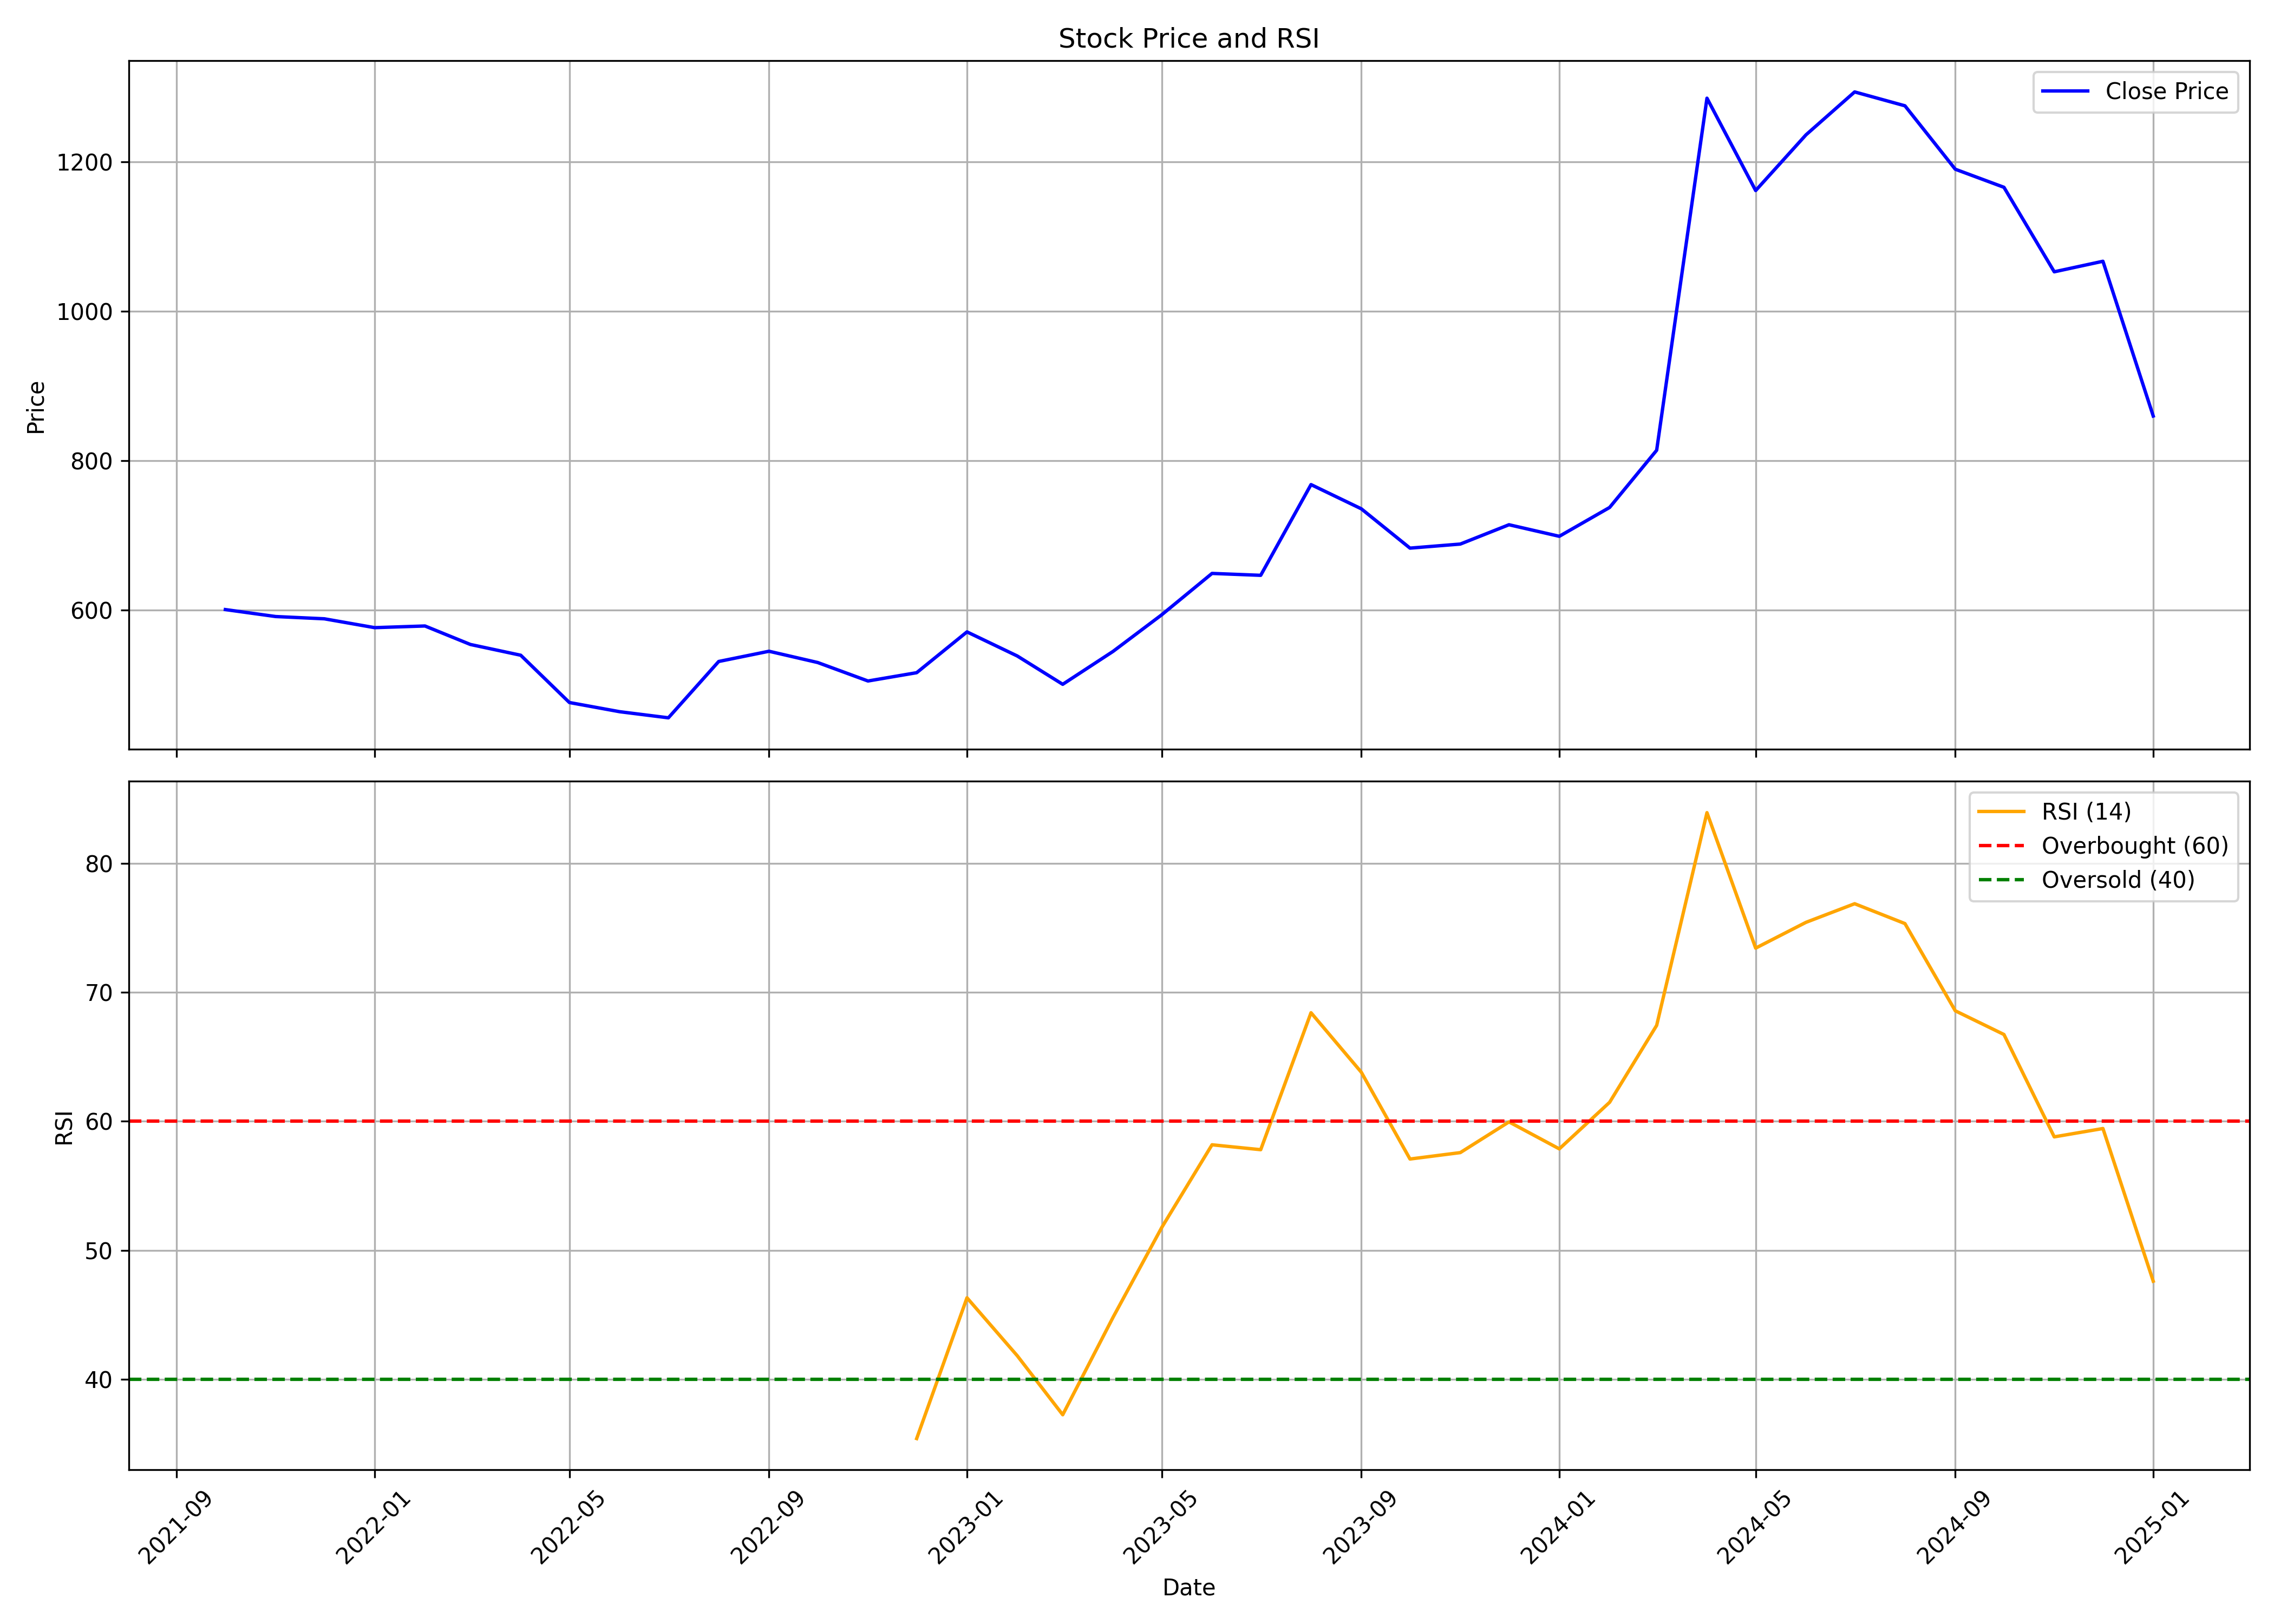 Stock Price and RSI
Close Price
1200
1000
800
600
Price
RSI (14)
Overbought (60)
Oversold (40)
80
70
60
50
40
RSI
2021-09
2022-01
2022-05
2022-09
2023-01
2023-05
2023-09
2024-01
2024-05
2024-09
2025-01
Date